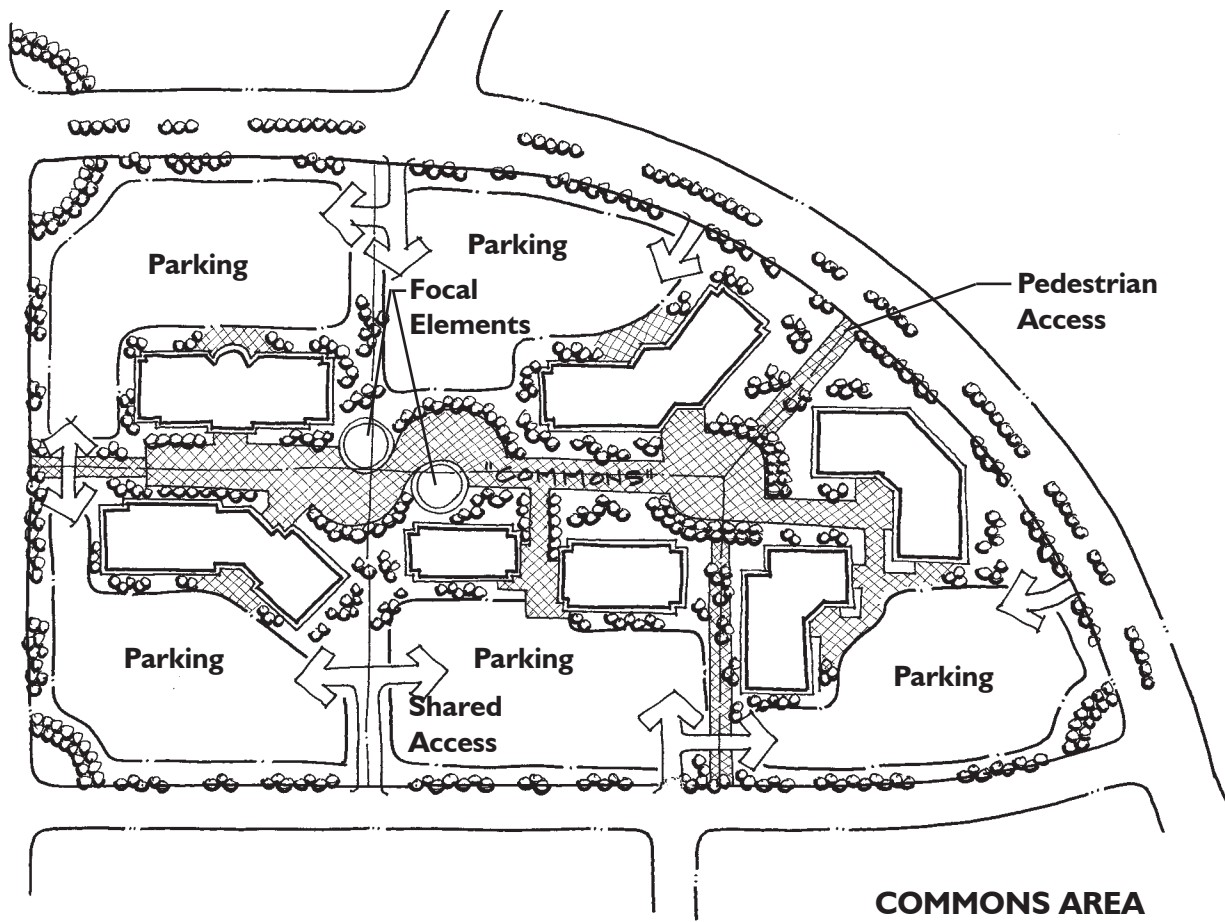 Parking
Parking
Focal
Elements
Pedestrian
Access
"COMMONS"
Parking
Parking
Parking
Shared
Access
COMMONS AREA